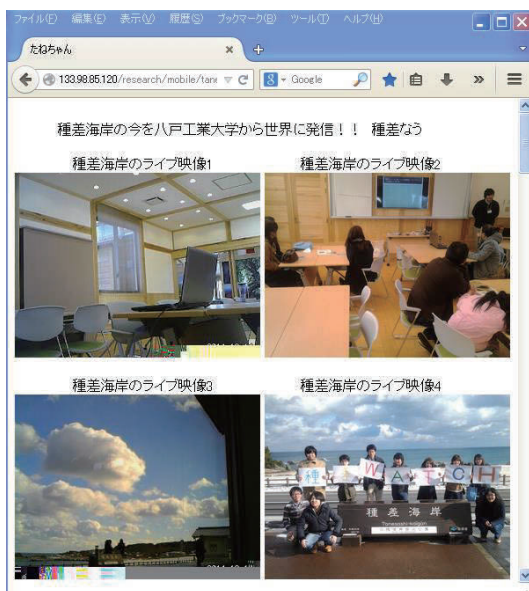 ファイル(F) 編集(E) 表示(V) 履歴(S) ブックマーク(B) ツール(T) ヘルプ(H)
たねちゃん
133.98.85.120/research/mobile/tane
Google
種差海岸の今を八戸工業大学から世界に発信！！ 種差なう
種差海岸のライブ映像1
種差海岸のライブ映像2
種差海岸のライブ映像3
種差海岸のライブ映像4
種 WATCH
種差海岸